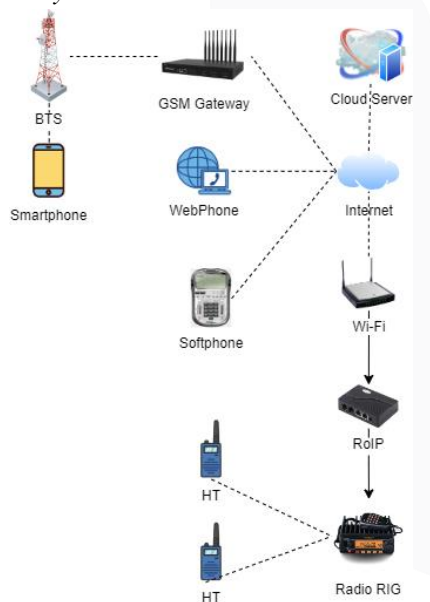 BTS
GSM Gateway
Cloud Server
Smartphone
WebPhone
Internet
Softphone
Wi-Fi
RoIP
HT
HT
Radio RIG